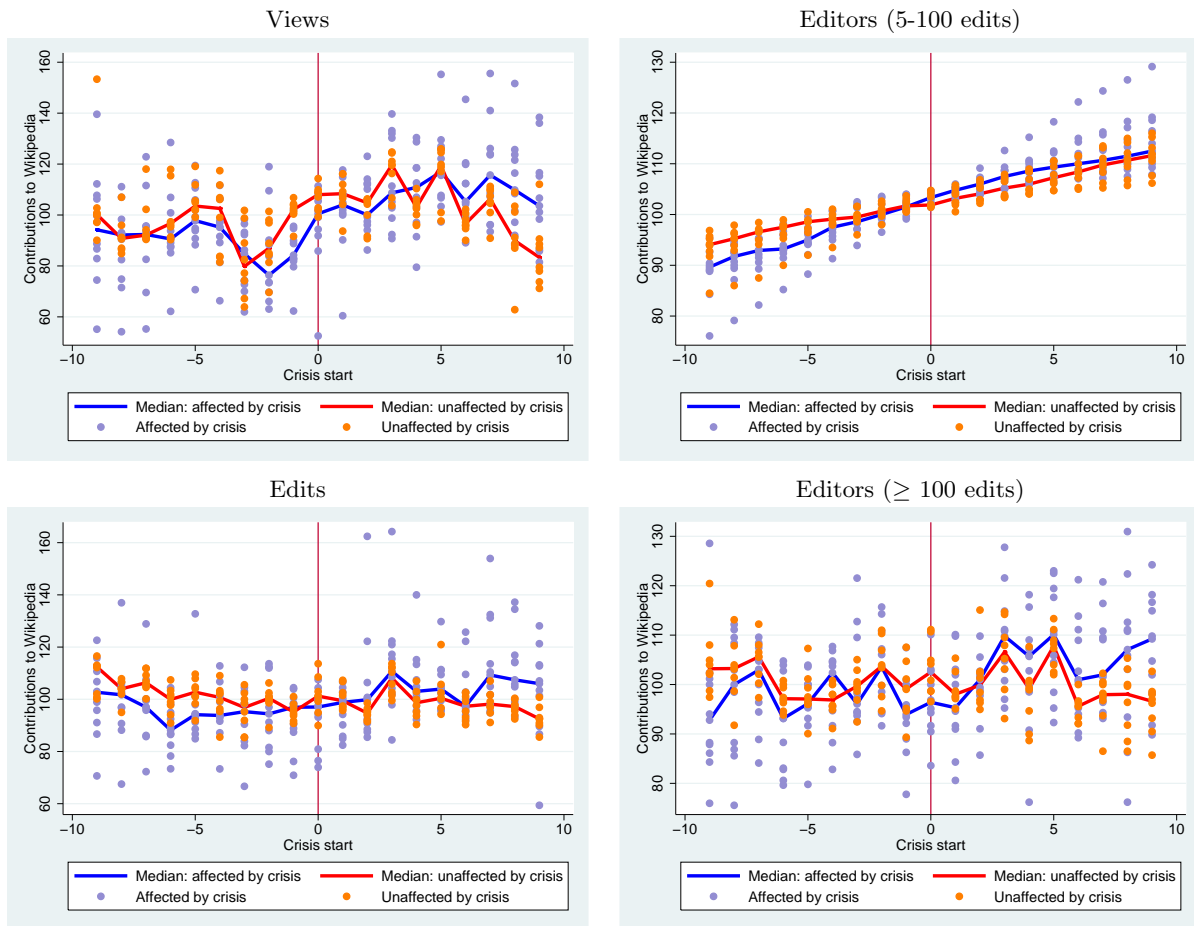 Views
Contributions to Wikipedia
160
140
120
100
80
60
−10 −5 0 5 10
Crisis start
Median: affected by crisis Median: unaffected by crisis
Affected by crisis Unaffected by crisis
Editors (5-100 edits)
Contributions to Wikipedia
130
120
110
100
90
80
−10 −5 0 5 10
Crisis start
Median: affected by crisis Median: unaffected by crisis
Affected by crisis Unaffected by crisis
Edits
Contributions to Wikipedia
160
140
120
100
80
60
−10 −5 0 5 10
Crisis start
Median: affected by crisis Median: unaffected by crisis
Affected by crisis Unaffected by crisis
Editors (≥ 100 edits)
Contributions to Wikipedia
130
120
110
100
90
80
−10 −5 0 5 10
Crisis start
Median: affected by crisis Median: unaffected by crisis
Affected by crisis Unaffected by crisis